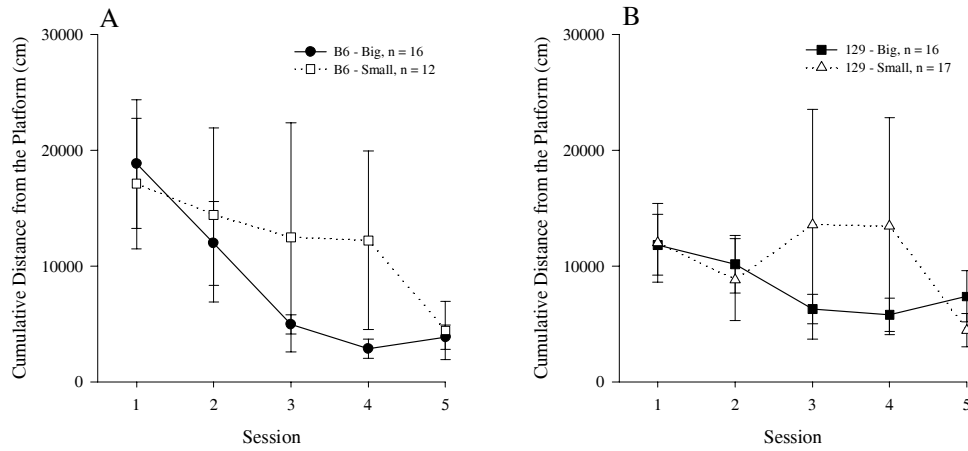 A
B6 - Big, n = 16
B6 - Small, n = 12
Cumulative Distance from the Platform (cm)
30000
20000
10000
0
1 2 3 4 5
Session
B
129 - Big, n = 16
129 - Small, n = 17
Cumulative Distance from the Platform (cm)
30000
20000
10000
0
1 2 3 4 5
Session